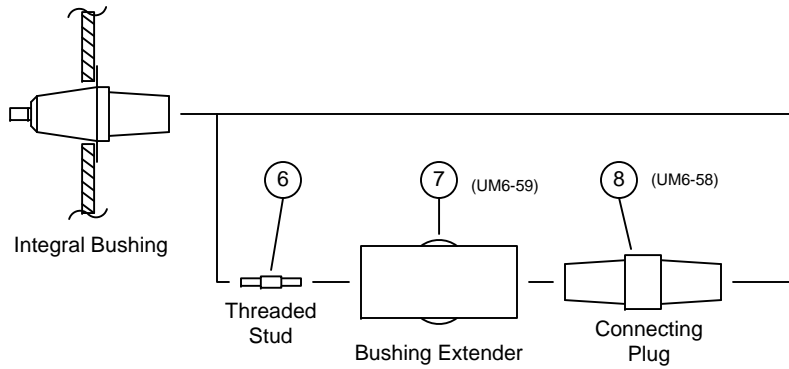 6
7
(UM6-59)
8
(UM6-58)
Integral Bushing
Threaded
Stud
Bushing Extender
Connecting
Plug